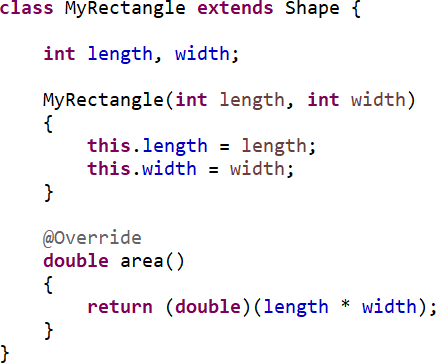 class MyRectangle extends Shape {
int length, width;
MyRectangle(int length, int width)
{
this.length = length;
this.width = width;
}
@Override
double area()
{
return (double)(length * width);
}
}